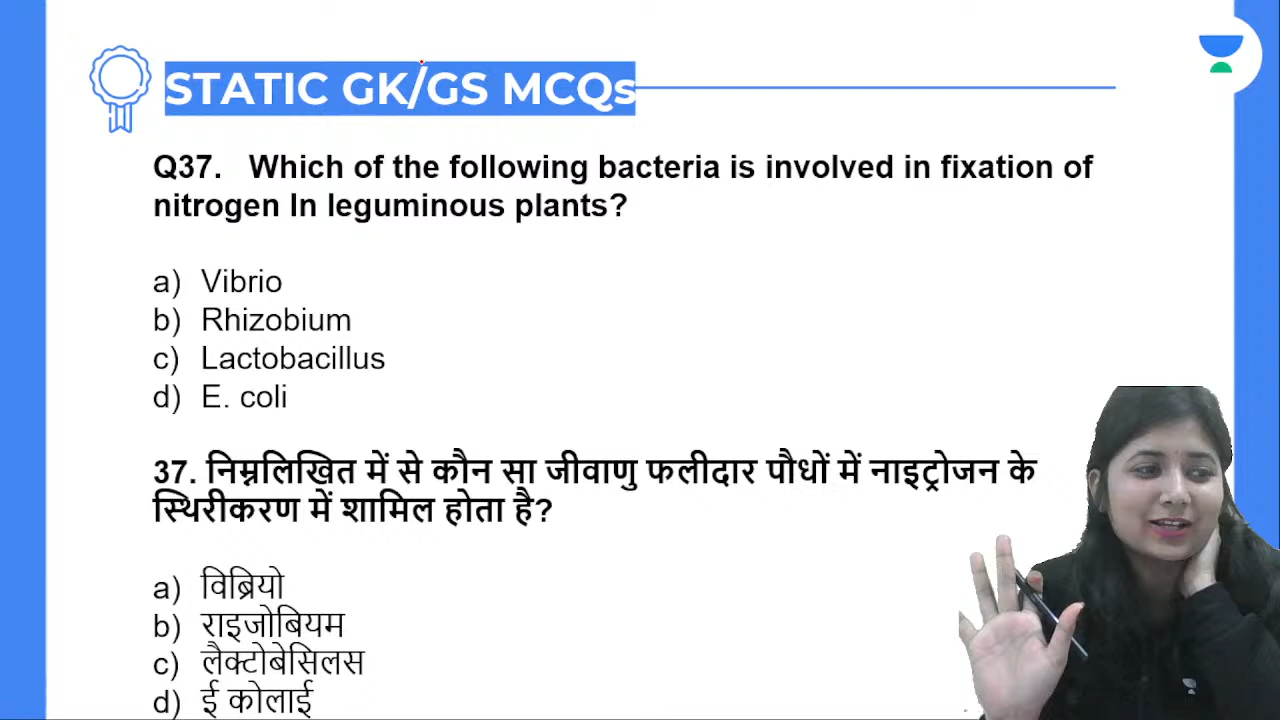 STATIC GK/GS MCQs
Q37. Which of the following bacteria is involved in fixation of
nitrogen In leguminous plants?
a) Vibrio
b) Rhizobium
c) Lactobacillus
d) E. coli
37. निम्नलिखित में से कौन सा जीवाणु फलीदार पौधों में नाइट्रोजन के
स्थिरीकरण में शामिल होता है?
a) विब्रियो
b) राइजोबियम
c) लैक्टोबेसिलस
d) ई कोलाई